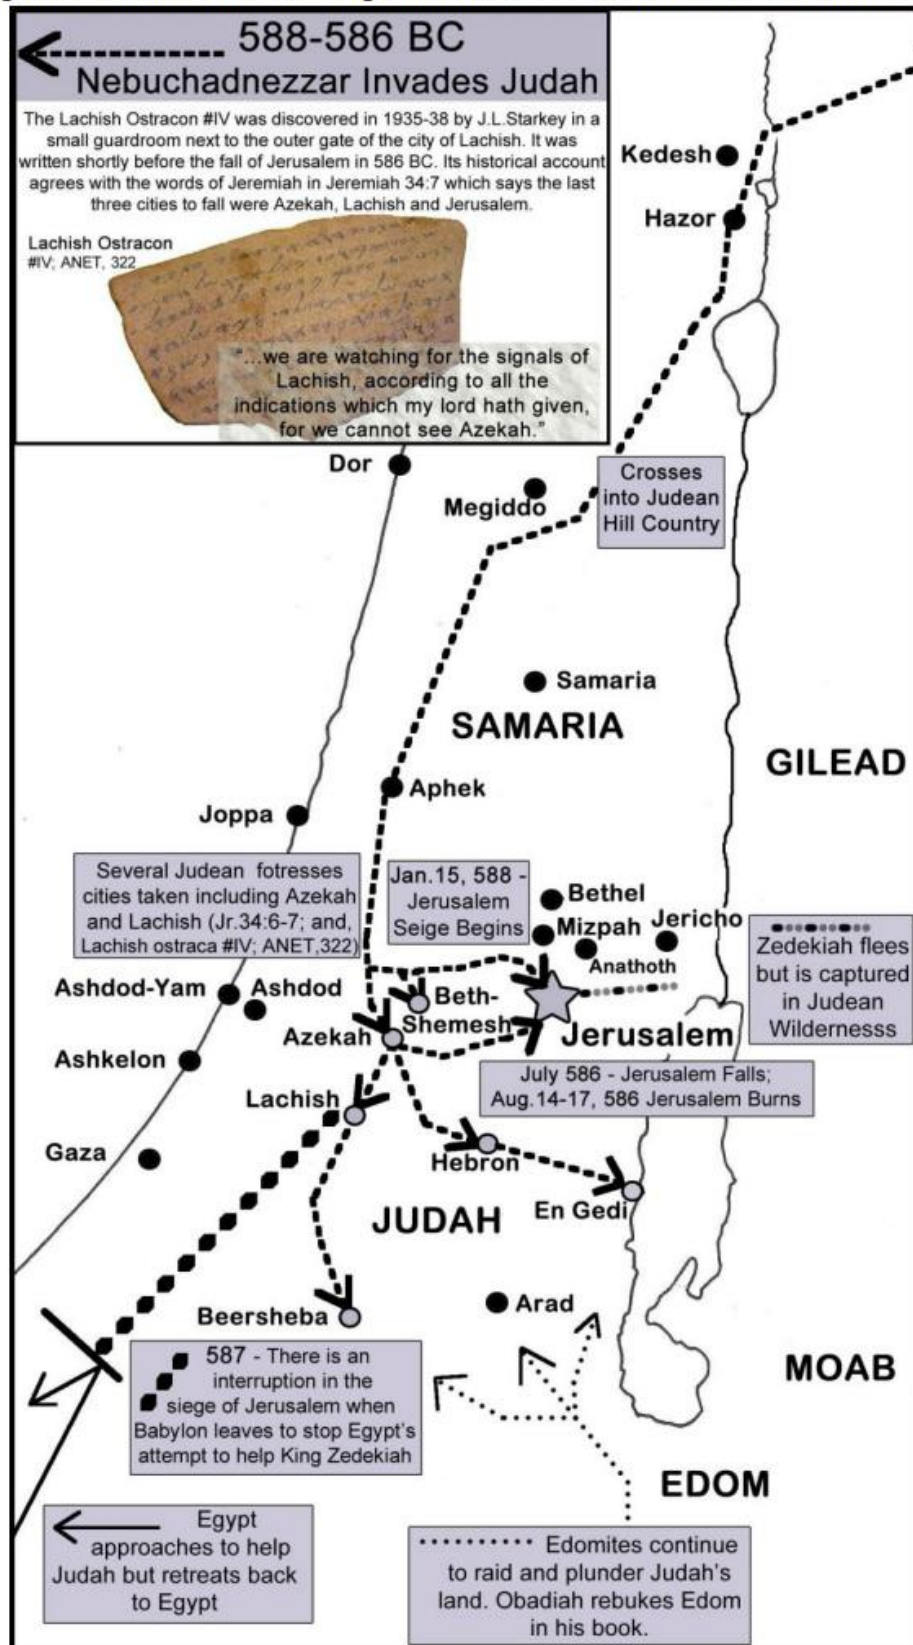 588-586 BC
Nebuchadnezzar Invades Judah
The Lachish Ostracon #IV was discovered in 1935-38 by J.L.Starkey in a
small guardroom next to the outer gate of the city of Lachish. It was
written shortly before the fall of Jerusalem in 586 BC. Its historical account
agrees with the words of Jeremiah in Jeremiah 34:7 which says the last
three cities to fall were Azekah, Lachish and Jerusalem.
Lachish Ostracon
#IV; ANET, 322
"...we are watching for the signals of
Lachish, according to all the
indications which my lord hath given,
for we cannot see Azekah."
Kedesh
Hazor
Dor
Megiddo
Crosses
into Judean
Hill Country
Samaria
SAMARIA
GILEAD
Aphek
Joppa
Several Judean fotresses
cities taken including Azekah
and Lachish (Jr.34:6-7; and,
Lachish ostraca #IV; ANET,322)
Jan.15, 588 -
Jerusalem
Seige Begins
Bethel
Mizpah
Jericho
Anathoth
Zedekiah flees
but is captured
in Judean
Wildernesss
Ashdod-Yam
Ashdod
Beth-
Shemesh
Azekah
Jerusalem
Ashkelon
July 586 - Jerusalem Falls;
Aug.14-17, 586 Jerusalem Burns
Lachish
Gaza
Hebron
En Gedi
JUDAH
Beersheba
Arad
587 - There is an
interruption in the
siege of Jerusalem when
Babylon leaves to stop Egypt's
attempt to help King Zedekiah
MOAB
EDOM
Egypt
approaches to help
Judah but retreats back
to Egypt
Edomites continue
to raid and plunder Judah's
land. Obadiah rebukes Edom
in his book.